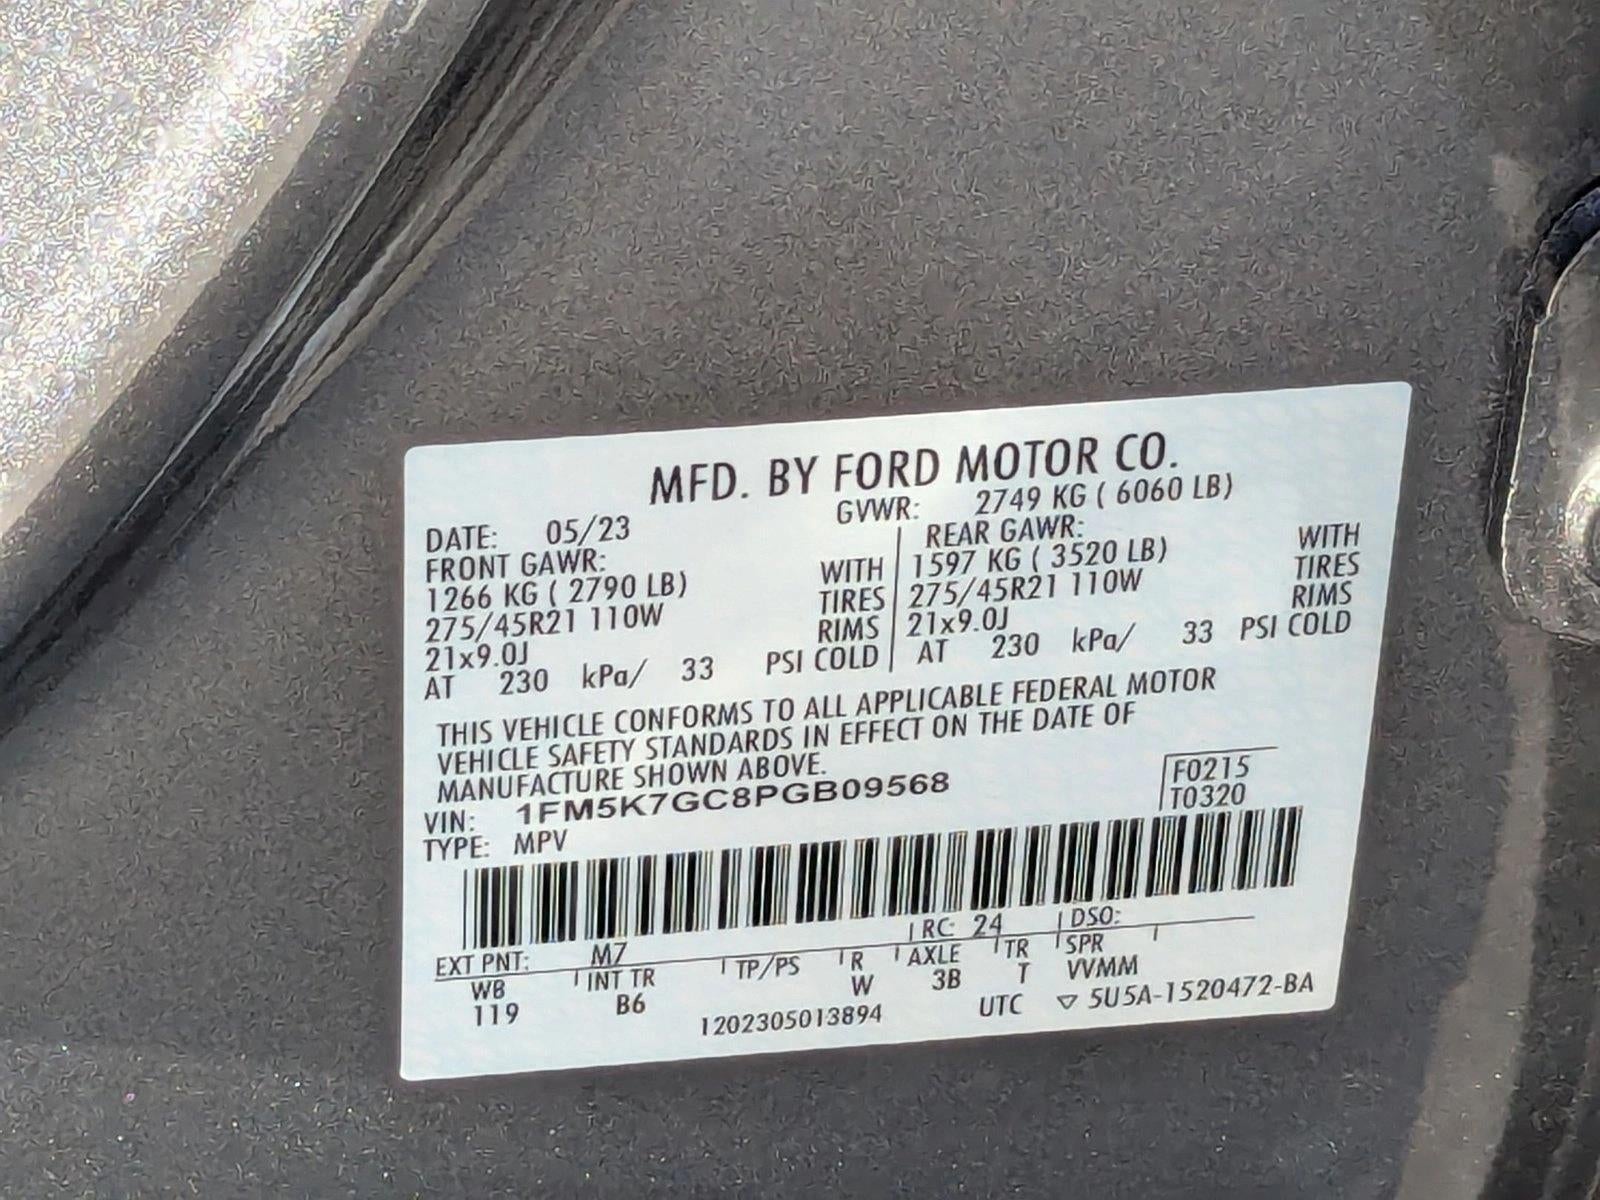 MFD. BY FORD MOTOR CO.
DATE: 05/23 GVWR: 2749 KG ( 6060 LB)
FRONT GAWR: REAR GAWR:
1266 KG ( 2790 LB) WITH 1597 KG ( 3520 LB) WITH
275/45R21 110W TIRES 275/45R21 110W TIRES
21x9.0J RIMS 21x9.0J RIMS
AT 230 kPa/ 33 PSI COLD AT 230 kPa/ 33 PSI COLD
THIS VEHICLE CONFORMS TO ALL APPLICABLE FEDERAL MOTOR
VEHICLE SAFETY STANDARDS IN EFFECT ON THE DATE OF
MANUFACTURE SHOWN ABOVE.
VIN: 1FM5K7GC8PGB09568 F0215
TYPE: MPV T0320
EXT PNT: M7 RC: 24 DSO:
WB INT TR TP/PS R AXLE TR SPR
119 B6 W 3B T VVMM
1202305013894 UTC ▽ 5U5A-1520472-BA